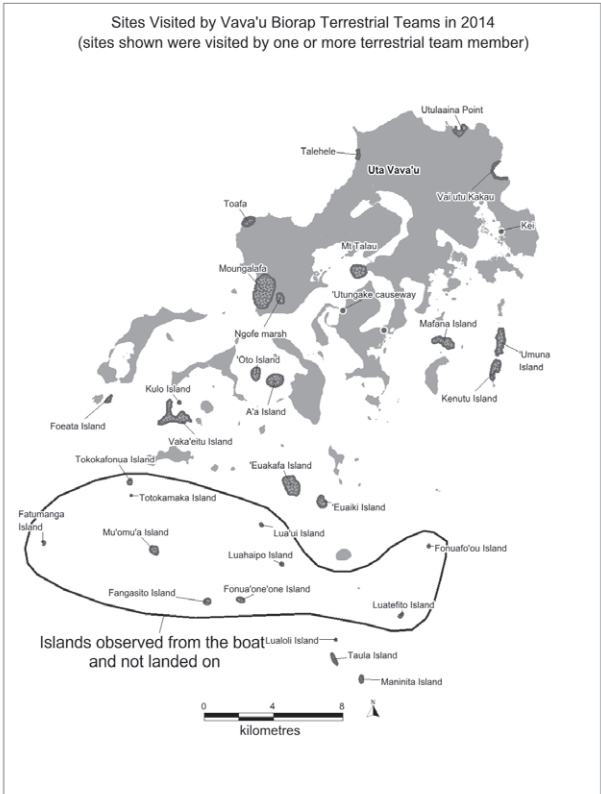 Sites Visited by Vava'u Biorap Terrestrial Teams in 2014
(sites shown were visited by one or more terrestrial team member)
Utulaaina Point
Talehele
Uta Vava'u
Vai utu Kakau
Toafa
Kei
Mt Talau
Moungalafa
'Utungake causeway
Mafana Island
Ngofe marsh
'Umuna
Island
'Oto Island
Kulo Island
Kenutu Island
A'a Island
Foeata Island
Vaka'eitu Island
Tokokafonua Island
'Euakafa Island
Totokamaka Island
'Euaiki Island
Fatumanga
Island
Mu'omu'a Island
Lua'ui Island
Fonuafo'ou Island
Luahaipo Island
Fangasito Island
Fonua'one'one Island
Luatefito Island
Islands observed from the boat
and not landed on
Lualoli Island
Taula Island
Maninita Island
0 4 8
kilometres
N